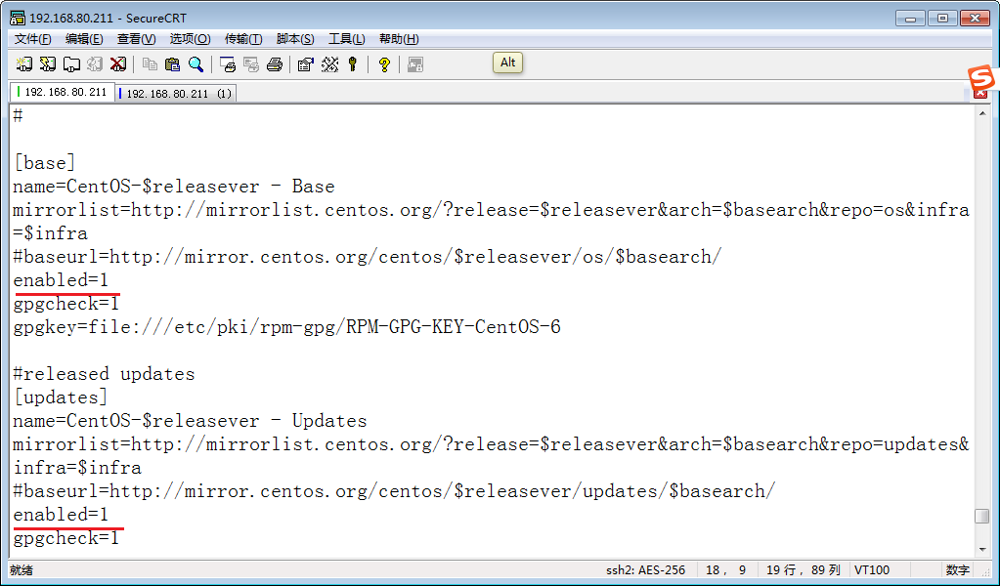 192.168.80.211 - SecureCRT
文件(F) 编辑(E) 查看(V) 选项(O) 传输(T) 脚本(S) 工具(L) 帮助(H)
Alt
192.168.80.211 192.168.80.211 (1)
#
[base]
name=CentOS-$releasever - Base
mirrorlist=http://mirrorlist.centos.org/?release=$releasever&arch=$basearch&repo=os&infra
=$infra
#baseurl=http://mirror.centos.org/centos/$releasever/os/$basearch/
enabled=1
gpgcheck=1
gpgkey=file:///etc/pki/rpm-gpg/RPM-GPG-KEY-CentOS-6
#released updates
[updates]
name=CentOS-$releasever - Updates
mirrorlist=http://mirrorlist.centos.org/?release=$releasever&arch=$basearch&repo=updates&
infra=$infra
#baseurl=http://mirror.centos.org/centos/$releasever/updates/$basearch/
enabled=1
gpgcheck=1
就绪 ssh2: AES-256 18, 9 19 行, 89 列 VT100 数字